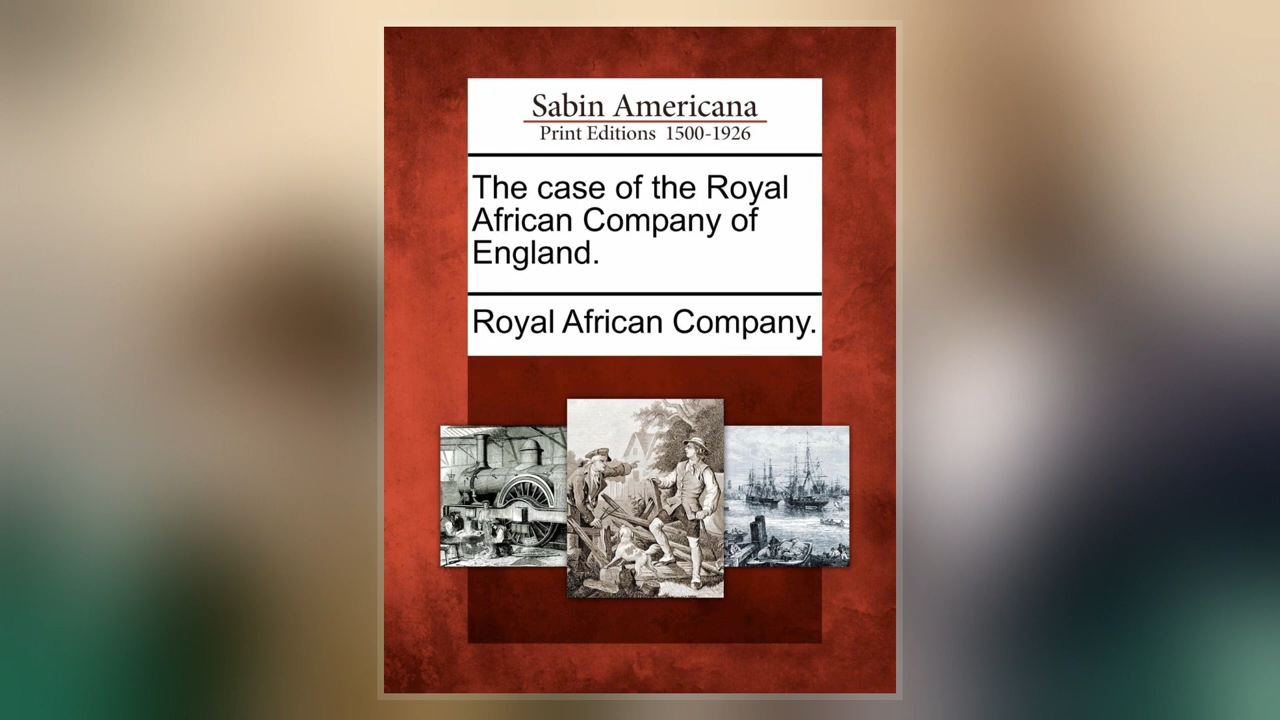 Sabin Americana
Print Editions 1500-1926
The case of the Royal
African Company of
England.
Royal African Company.